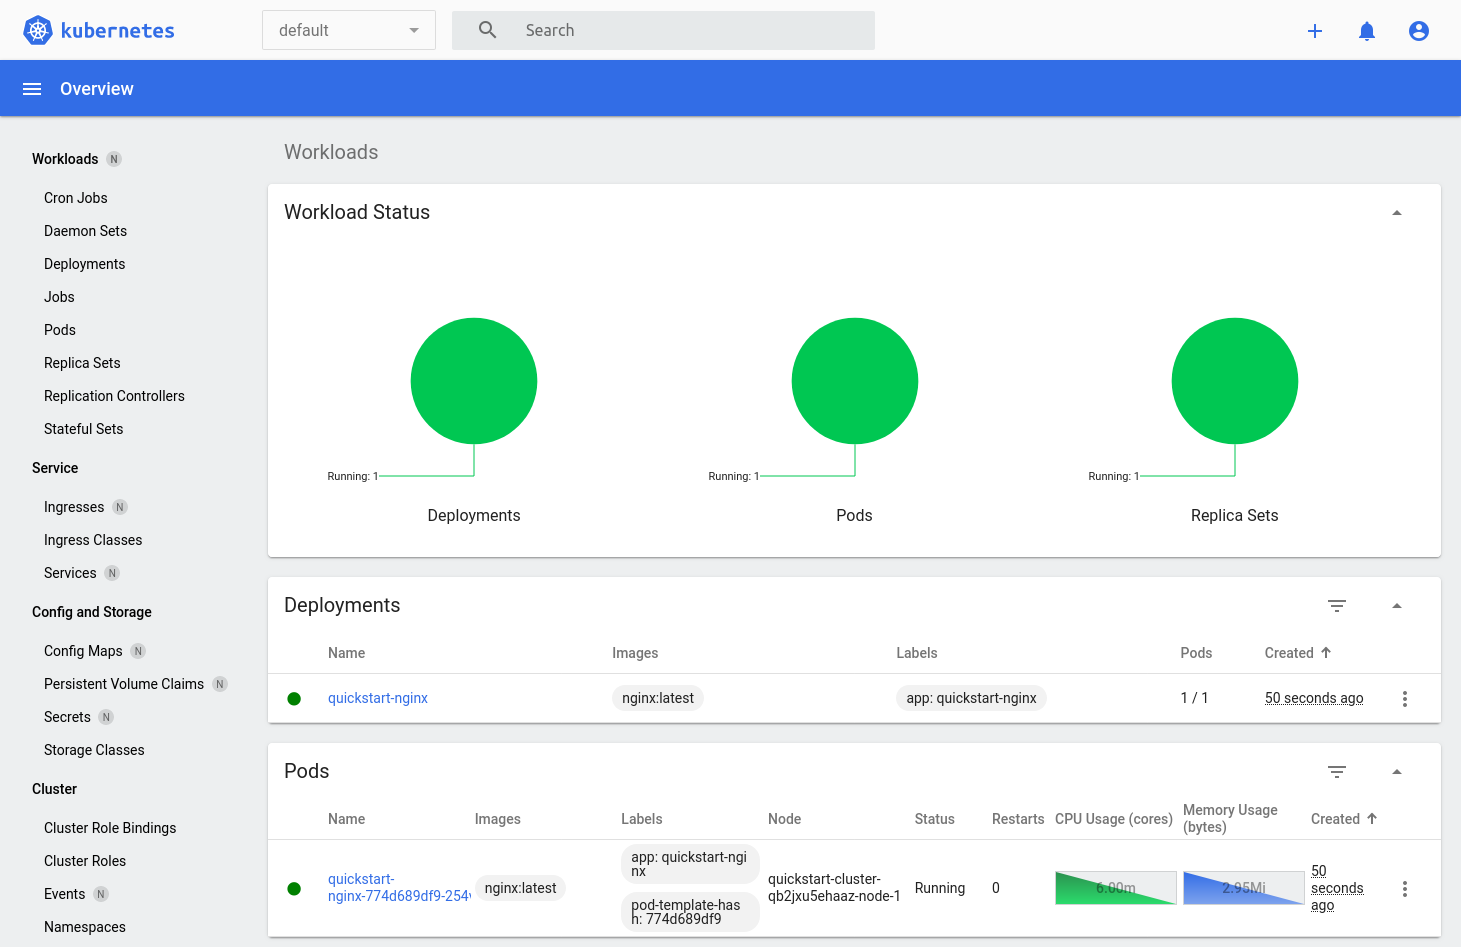 kubernetes
default
Search
Overview
Workloads N
Cron Jobs
Daemon Sets
Deployments
Jobs
Pods
Replica Sets
Replication Controllers
Stateful Sets
Service
Ingresses N
Ingress Classes
Services N
Config and Storage
Config Maps N
Persistent Volume Claims N
Secrets N
Storage Classes
Cluster
Cluster Role Bindings
Cluster Roles
Events N
Namespaces
Workloads
Workload Status
Running: 1
Deployments
Running: 1
Pods
Running: 1
Replica Sets
Deployments
Name Images Labels Pods Created
quickstart-nginx nginx:latest app: quickstart-nginx 1 / 1 50 seconds ago
Pods
Name Images Labels Node Status Restarts CPU Usage (cores) Memory Usage
(bytes) Created
quickstart-
nginx-774d689df9-254
nginx:latest
app: quickstart-ngi
nx
pod-template-has
h: 774d689df9
quickstart-cluster-
qb2jxu5ehaaz-node-1
Running
0
6.00m
2.95Mi
50
seconds
ago